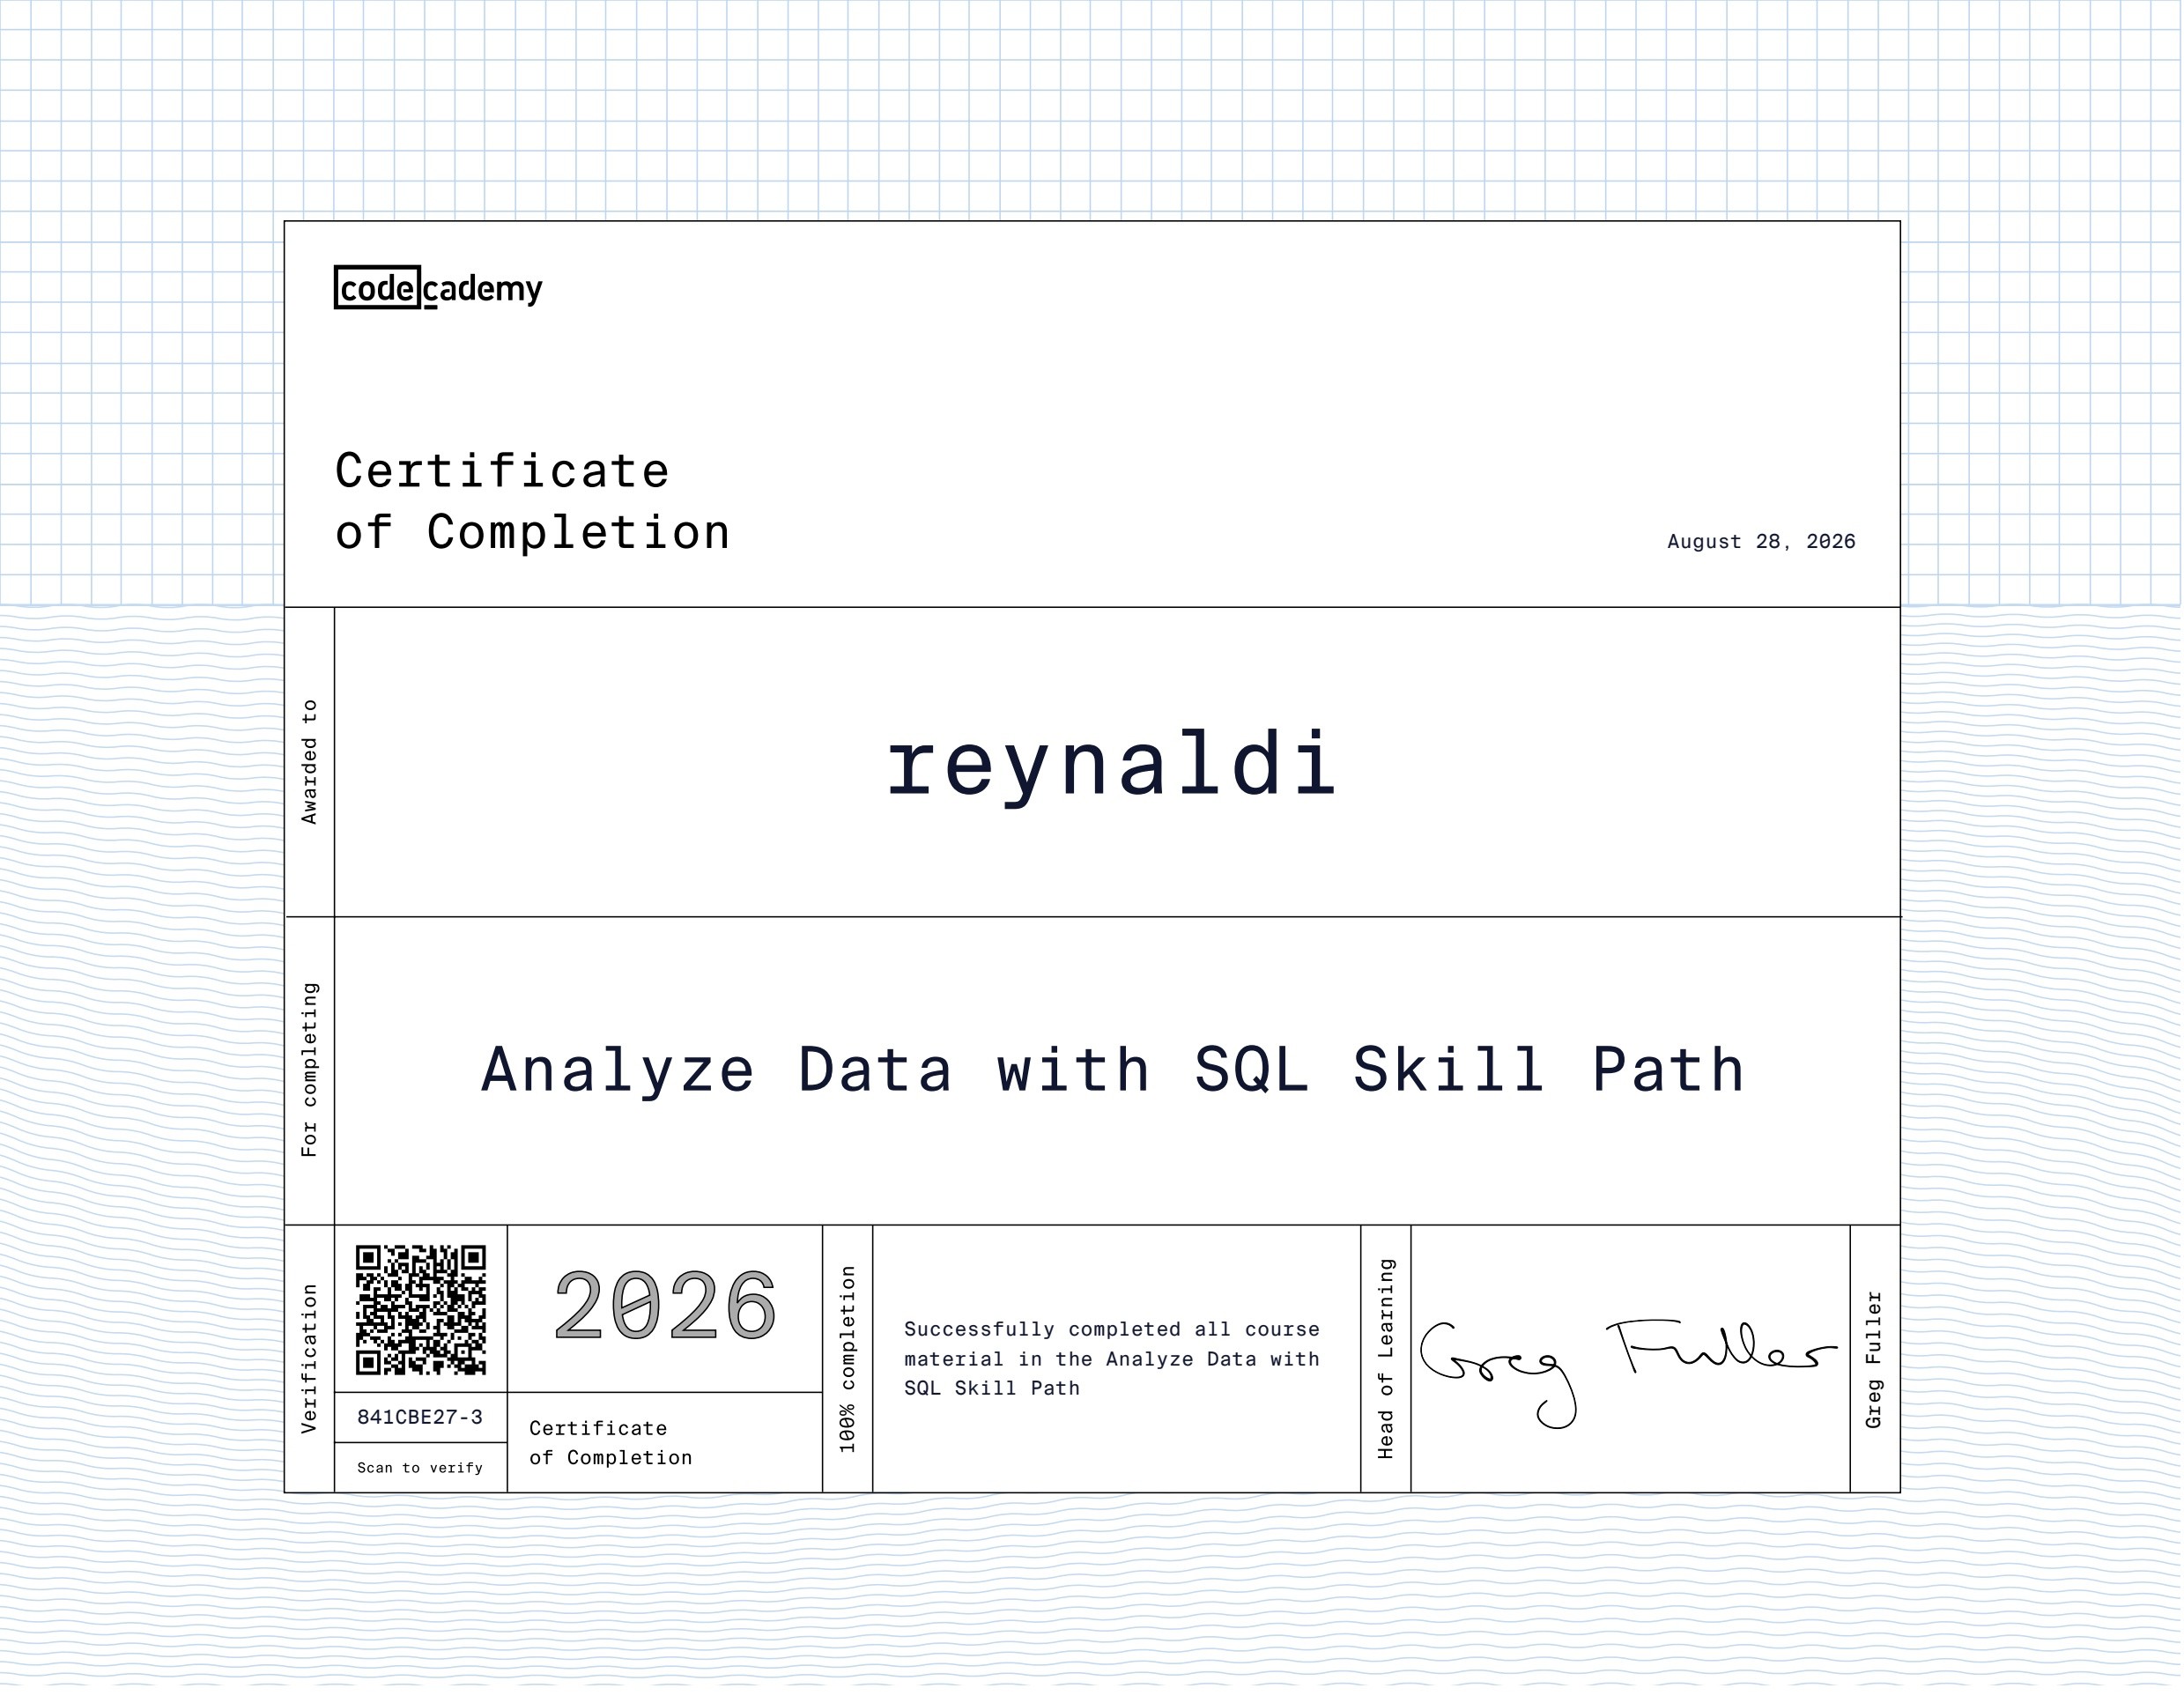 codecademy
Certificate
of Completion
August 28, 2026
Awarded to
reynaldi
For completing
Analyze Data with SQL Skill Path
Verification
841CBE27-3
Scan to verify
2026
Certificate
of Completion
100% completion
Successfully completed all course
material in the Analyze Data with
SQL Skill Path
Head of Learning
Greg Fuller
Greg Fuller